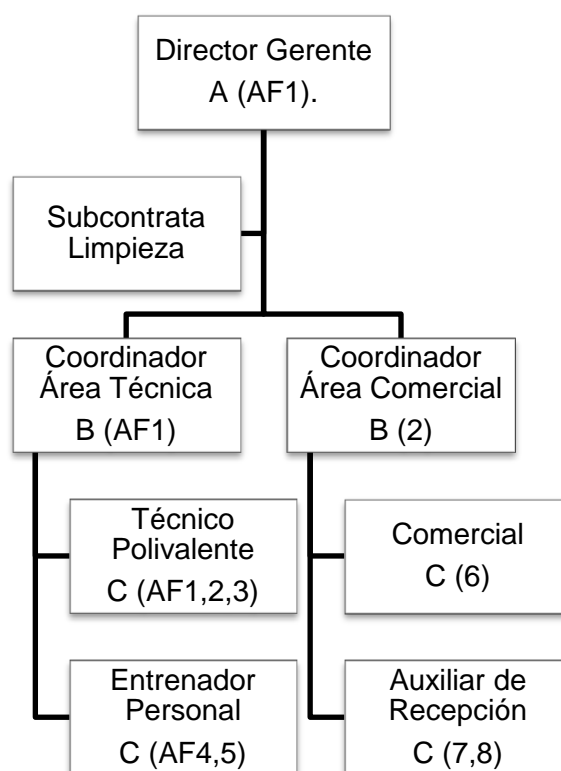 Director Gerente
A (AF1).
Subcontrata
Limpieza
Coordinador
Área Técnica
B (AF1)
Coordinador
Área Comercial
B (2)
Técnico
Polivalente
C (AF1,2,3)
Comercial
C (6)
Entrenador
Personal
C (AF4,5)
Auxiliar de
Recepción
C (7,8)